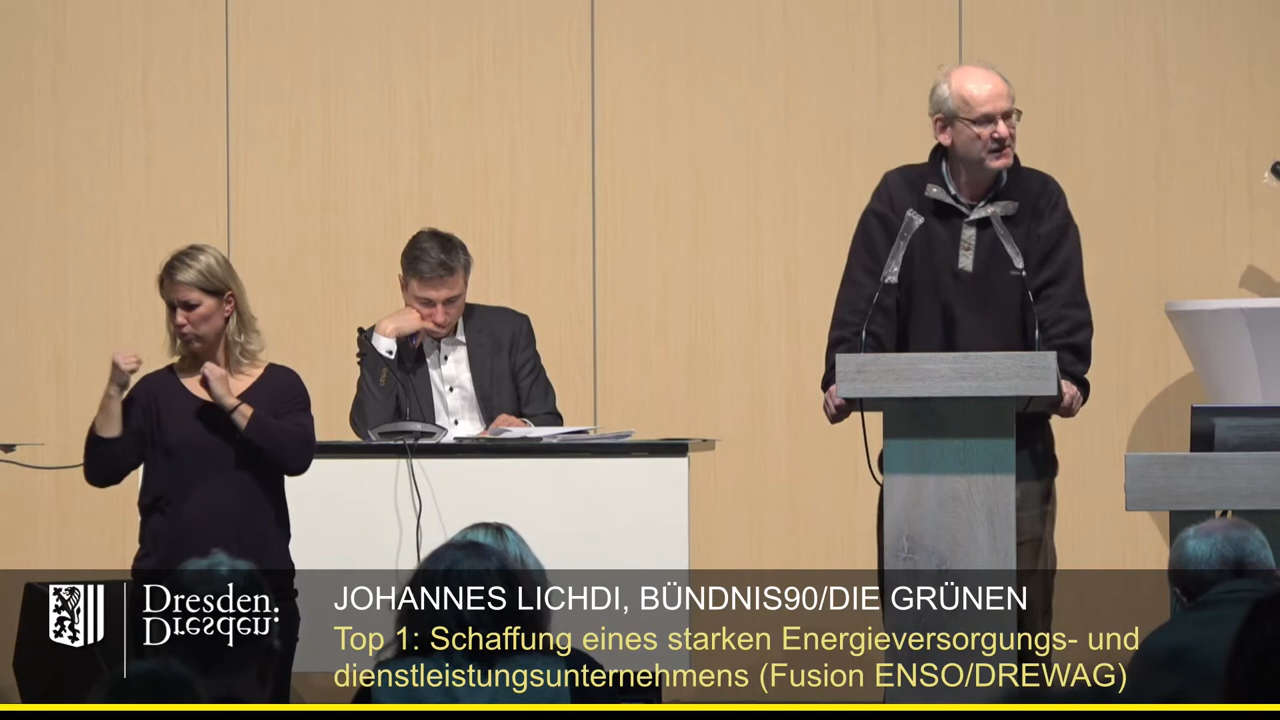 Dresden.
Dresden.
JOHANNES LICHDI, BÜNDNIS90/DIE GRÜNEN
Top 1: Schaffung eines starken Energieversorgungs- und
dienstleistungsunternehmens (Fusion ENSO/DREWAG)